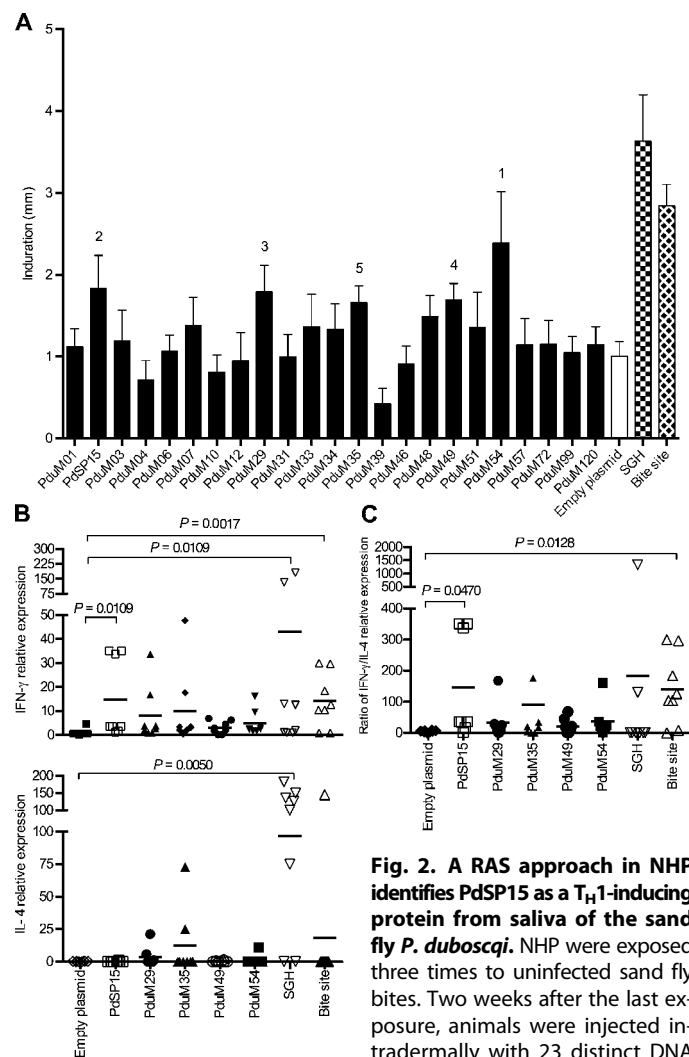 A
5
4
3
2
1
0
Induration (mm)
2
3
5
4
1
PduM01
PdSP15
PduM03
PduM04
PduM06
PduM07
PduM10
PduM12
PduM29
PduM31
PduM33
PduM34
PduM35
PduM39
PduM46
PduM48
PduM49
PduM51
PduM54
PduM57
PduM72
PduM99
PduM120
Empty plasmid
SGH
Bite site
B
P = 0.0017
P = 0.0109
P = 0.0109
300
225
150
75
50
40
30
20
10
0
IFN-γ relative expression
P = 0.0050
200
175
150
125
100
75
50
25
0
IL- 4 relative expression
Empty plasmid
PdSP15
PduM29
PduM35
PduM49
PduM54
SGH
Bite site
C
P = 0.0128
P = 0.0470
2000
1500
1000
500
400
300
200
100
0
Ratio of IFN-γ/IL-4 relative expression
Empty plasmid
PdSP15
PduM29
PduM35
PduM49
PduM54
SGH
Bite site
Fig. 2. A RAS approach in NHP
identifies PdSP15 as a TH1-inducing
protein from saliva of the sand
fly P. duboscqi. NHP were exposed
three times to uninfected sand fly
bites. Two weeks after the last ex-
posure, animals were injected in-
tradermally with 23 distinct DNA